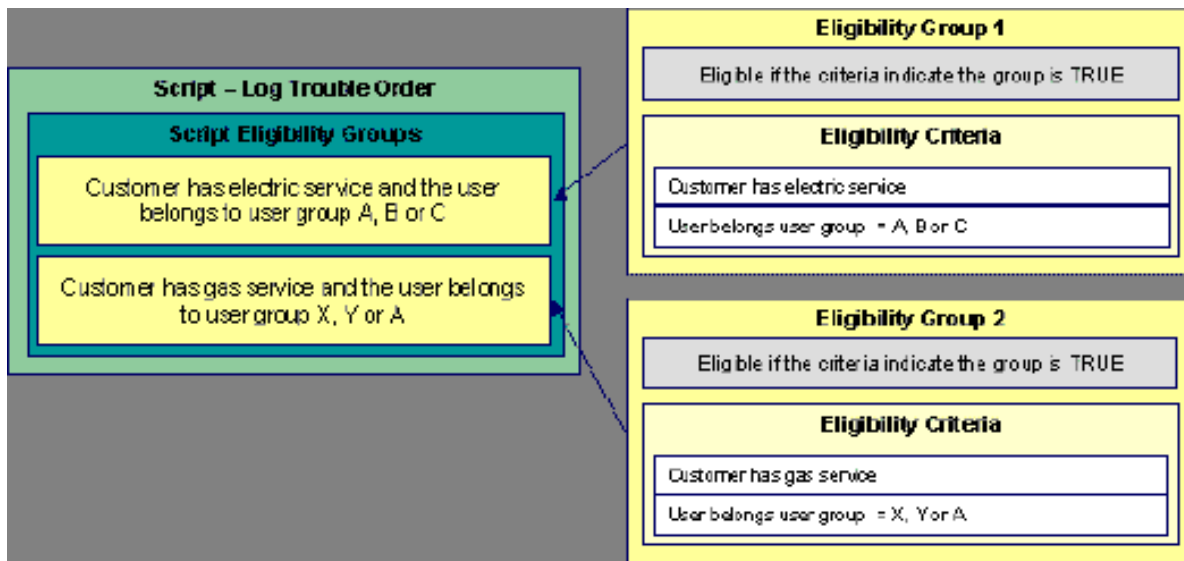 Script – Log Trouble Order
Script Eligibility Groups
Customer has electric service and the user
belongs to user group A, B or C
Customer has gas service and the user belongs
to user group X, Y or A
Eligibility Group 1
Eligible if the criteria indicate the group is TRUE
Eligibility Criteria
Customer has electric service
User belongs user group = A, B or C
Eligibility Group 2
Eligible if the criteria indicate the group is TRUE
Eligibility Criteria
Customer has gas service
User belongs user group = X, Y or A